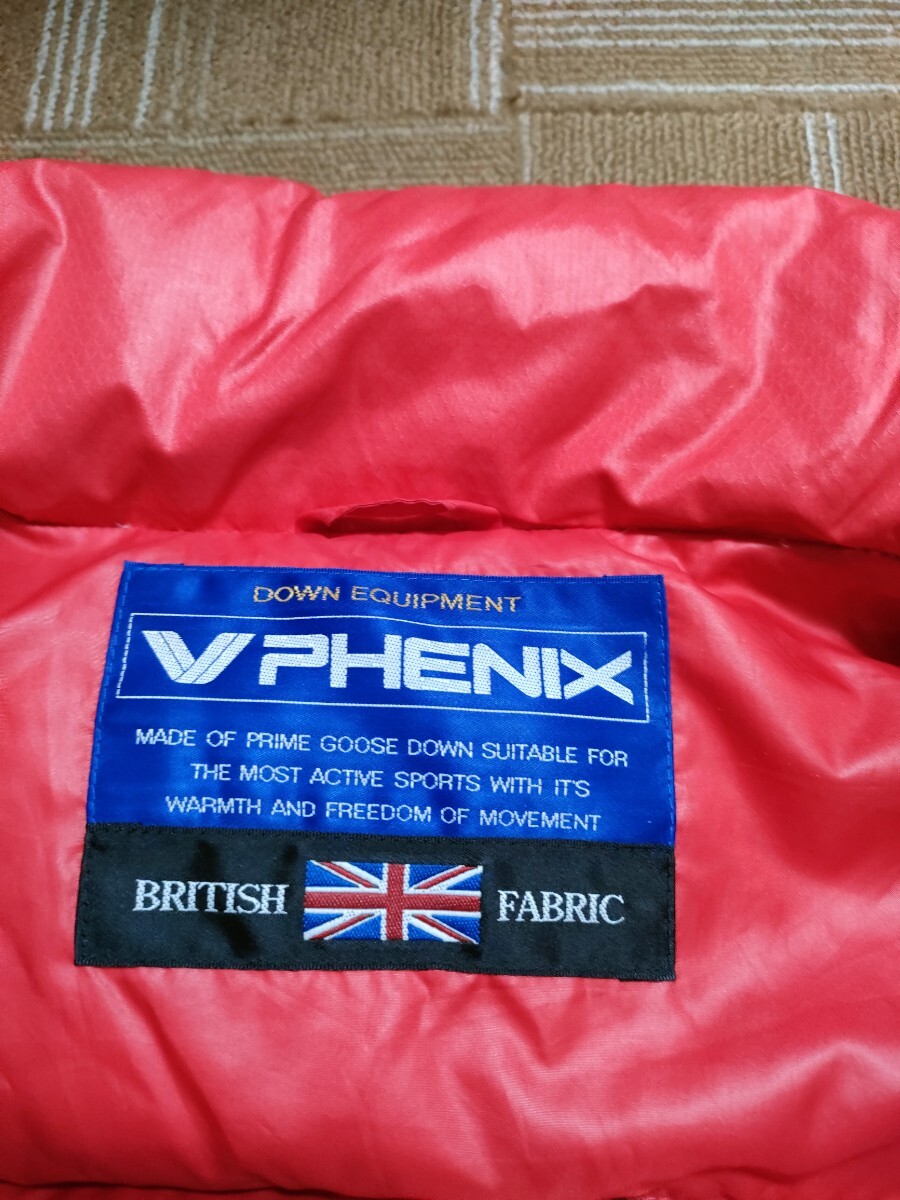 DOWN EQUIPMENT
PHENIX
MADE OF PRIME GOOSE DOWN SUITABLE FOR
THE MOST ACTIVE SPORTS WITH IT'S
WARMTH AND FREEDOM OF MOVEMENT
BRITISH FABRIC